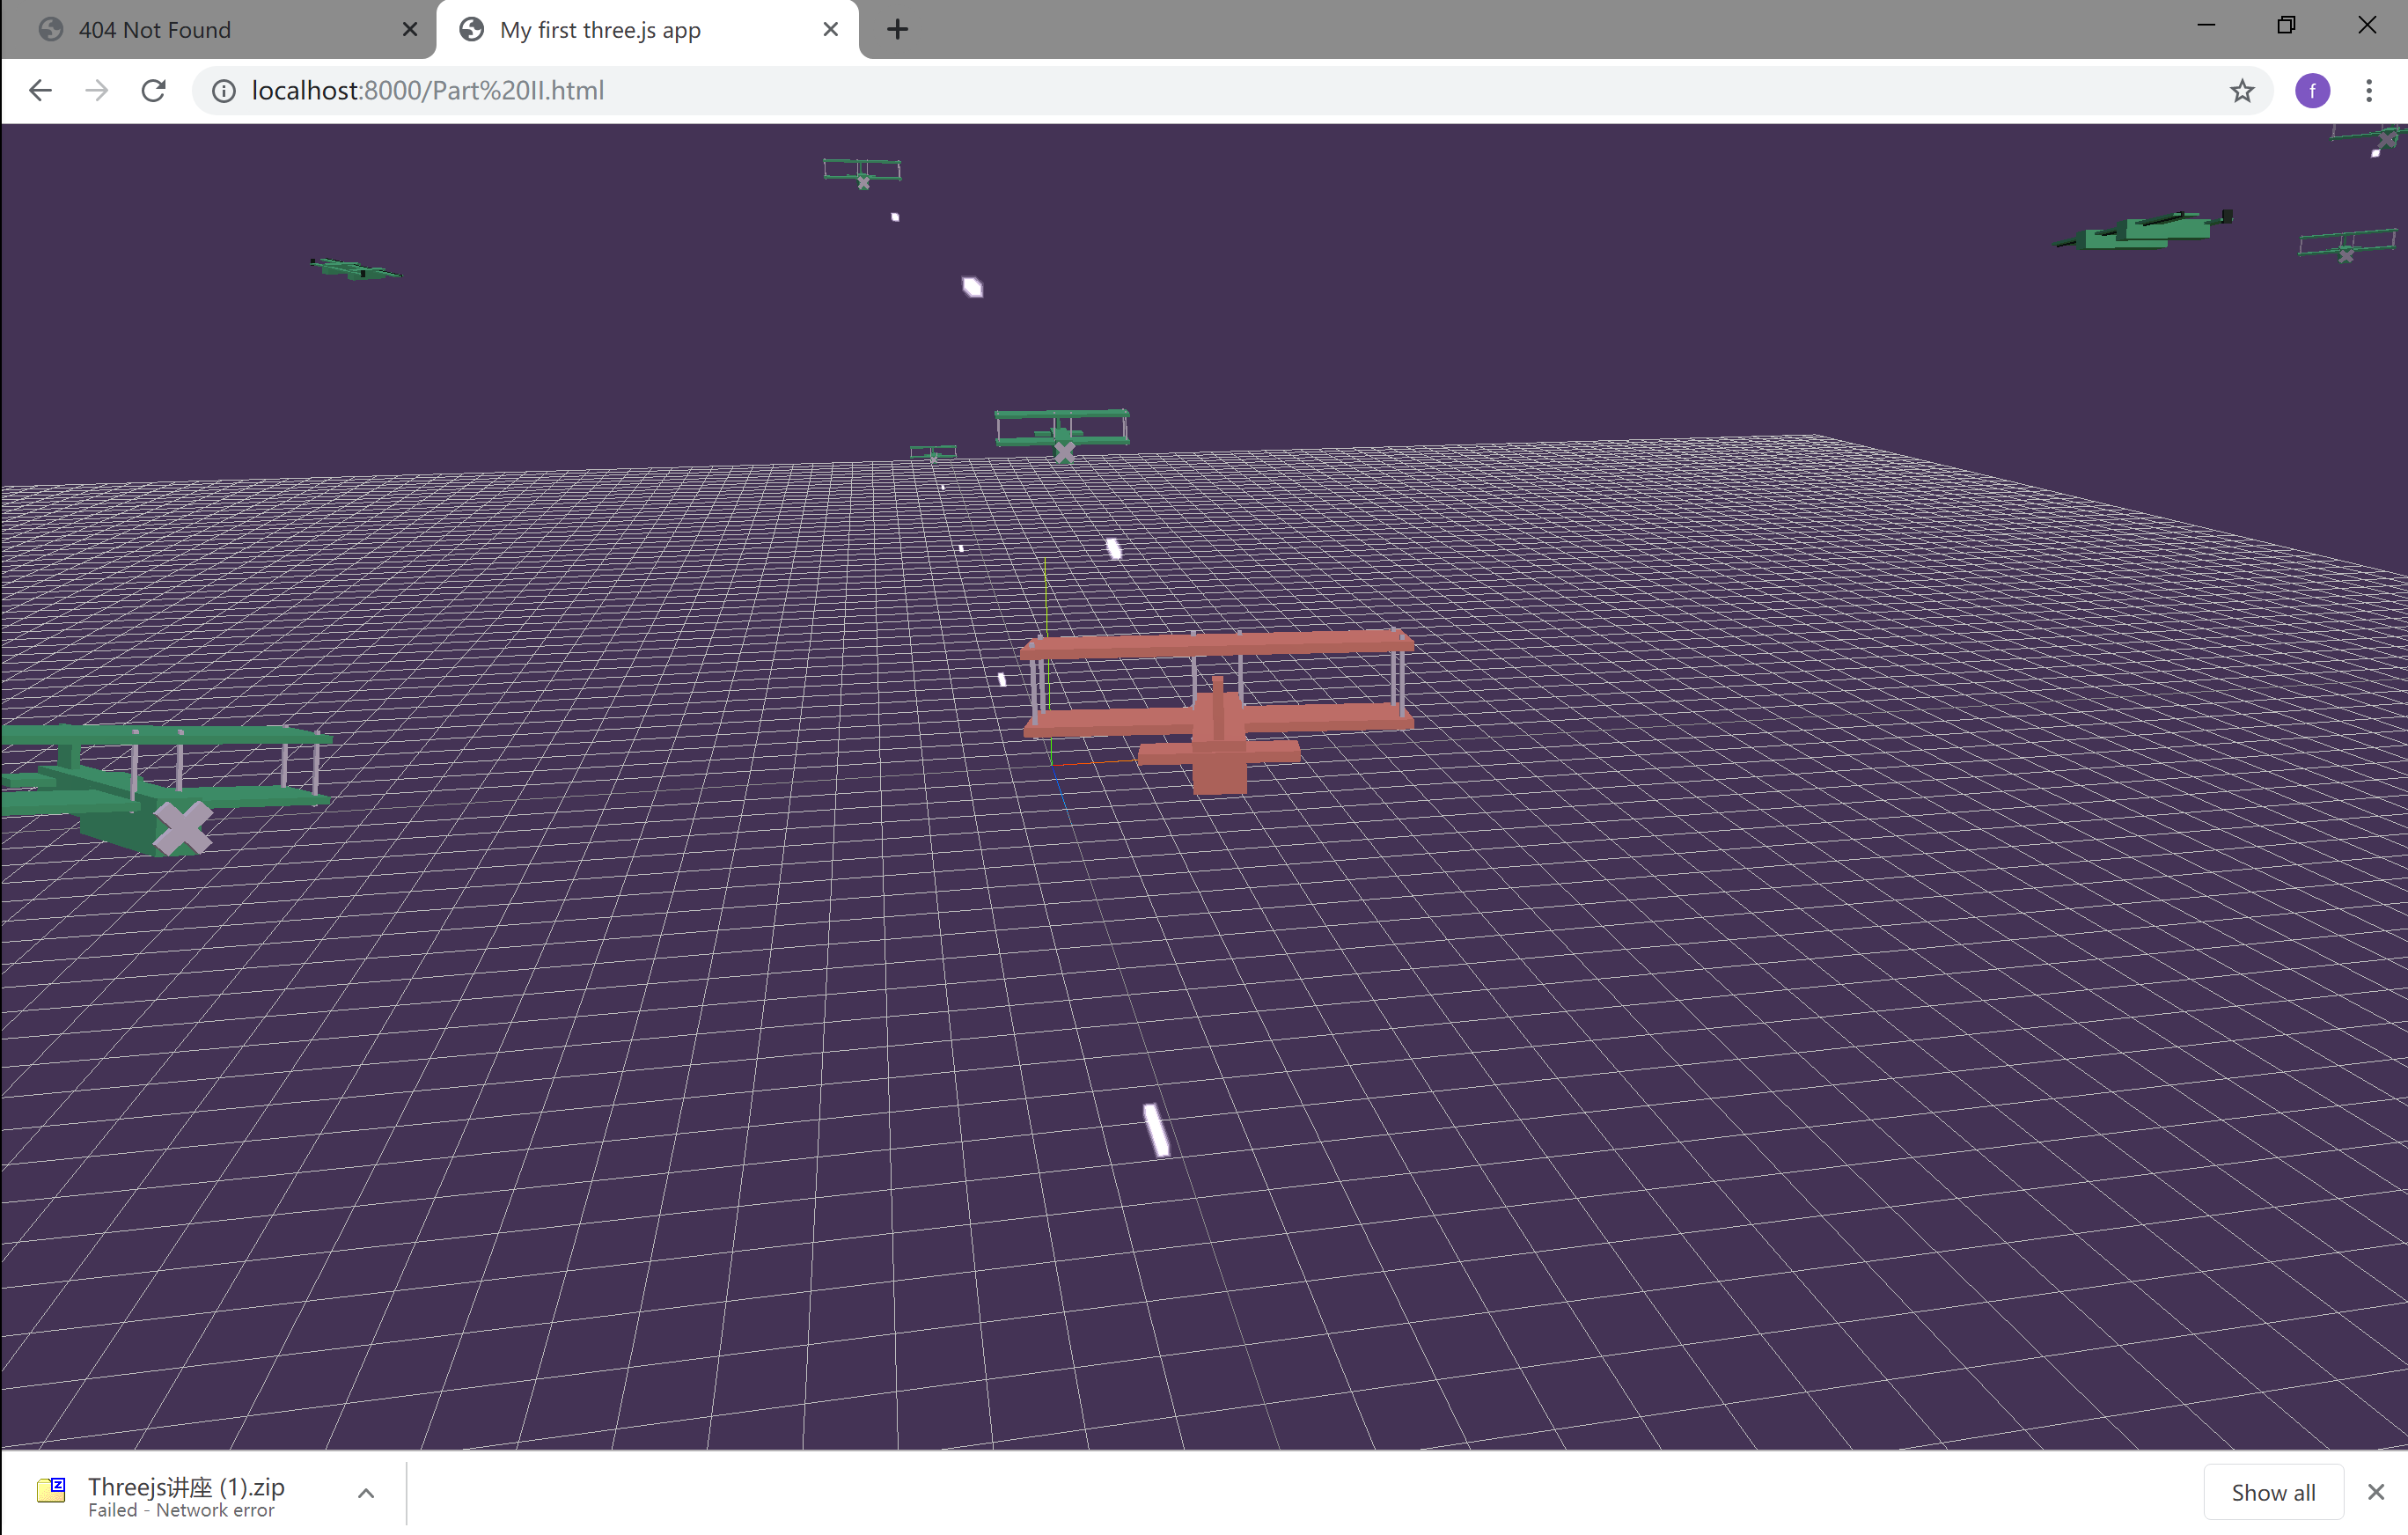 404 Not Found
My first three.js app
localhost:8000/Part%20II.html
f
Threejs讲座 (1).zip
Failed - Network error
Show all